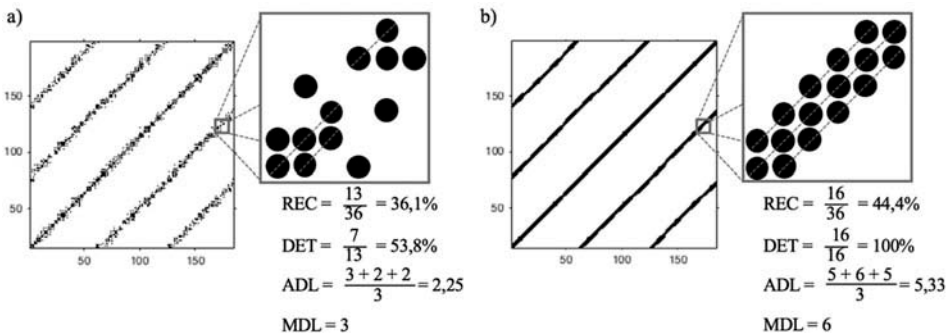 a)
150
100
50
50
100
150
REC = 13/36 = 36,1%
DET = 7/13 = 53,8%
ADL = 3 + 2 + 2/3 = 2,25
MDL = 3
b)
150
100
50
50
100
150
REC = 16/36 = 44,4%
DET = 16/16 = 100%
ADL = 5 + 6 + 5/3 = 5,33
MDL = 6